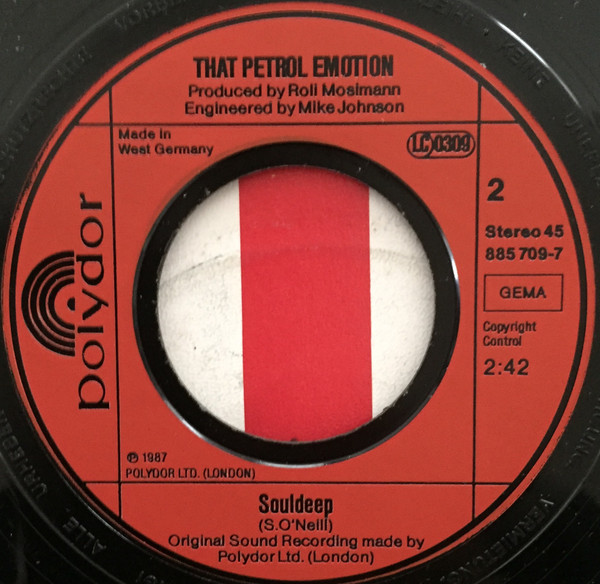 THAT PETROL EMOTION
Produced by Roli Mosimann
Engineered by Mike Johnson
Made in
West Germany
LC 0309
2
Stereo 45
885 709-7
GEMA
Copyright
Control
2:42
polydor
℗ 1987
POLYDOR LTD. (LONDON)
Souldeep
(S.O'Neill)
Original Sound Recording made by
Polydor Ltd. (London)
ALLE